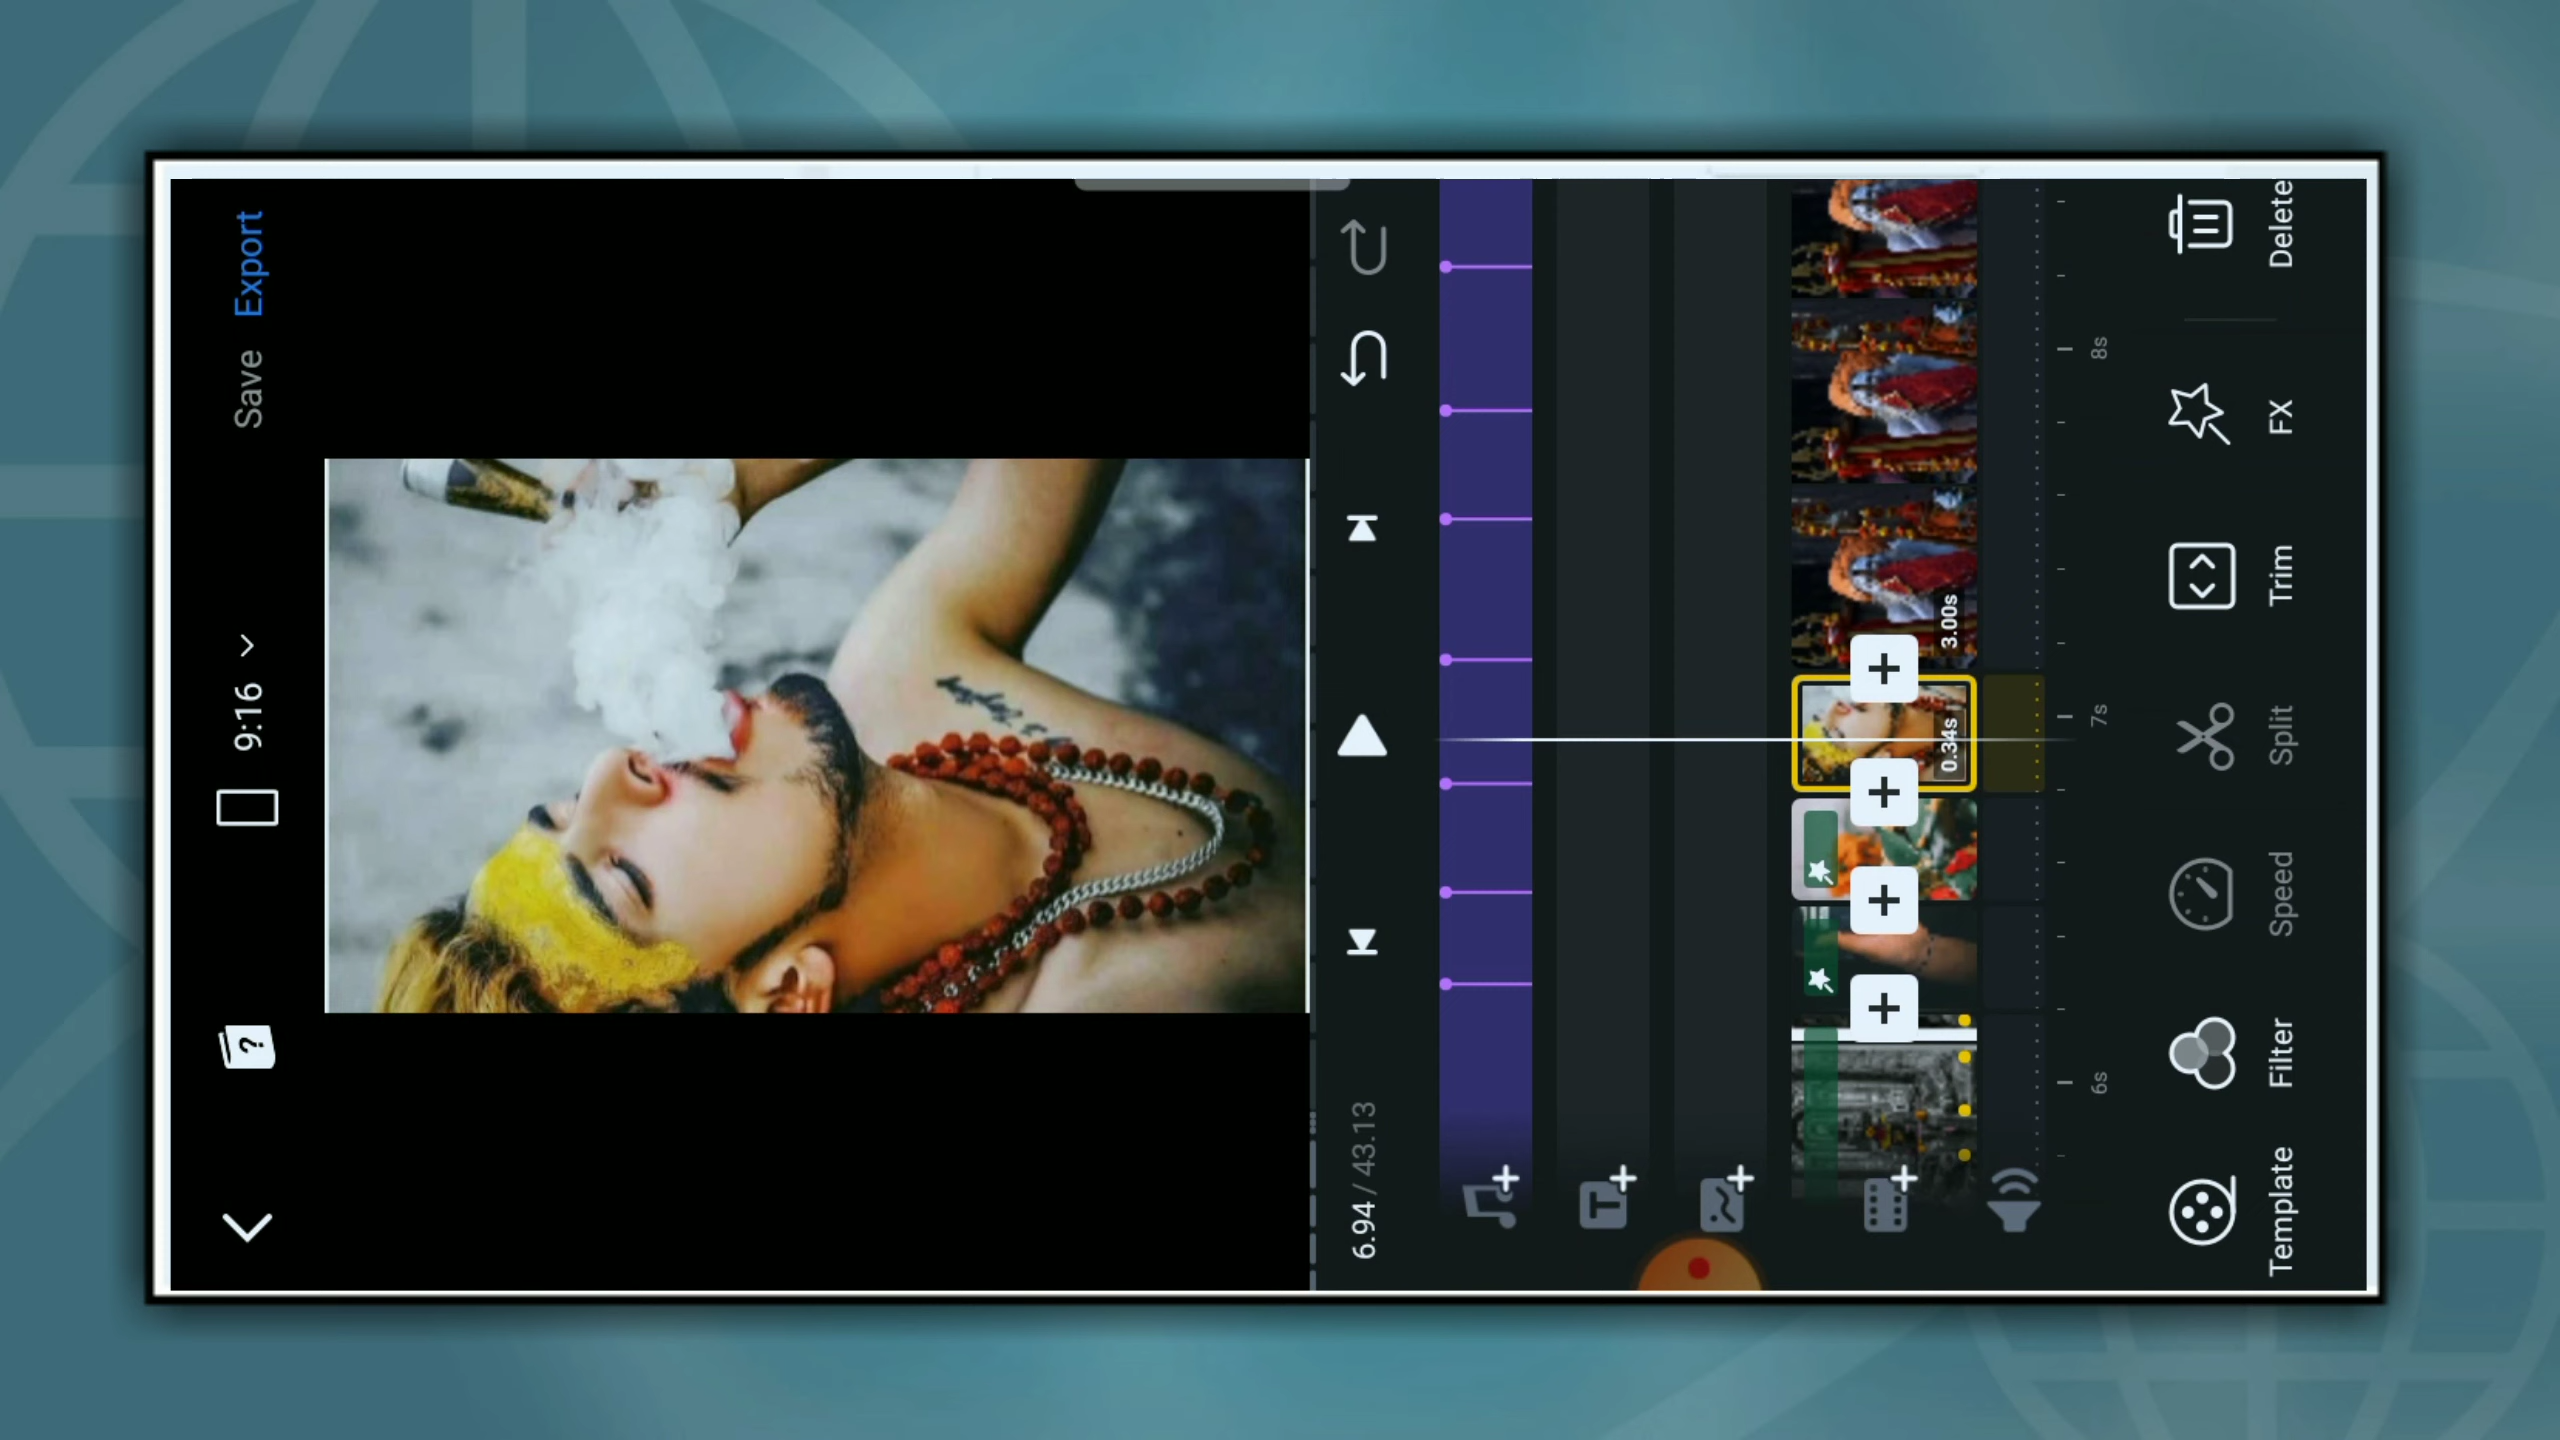 9:16
Save
Export
6.94 / 43.13
T
0.34s
3.00s
6s
7s
8s
Template
Filter
Speed
Split
Trim
FX
Delete
?